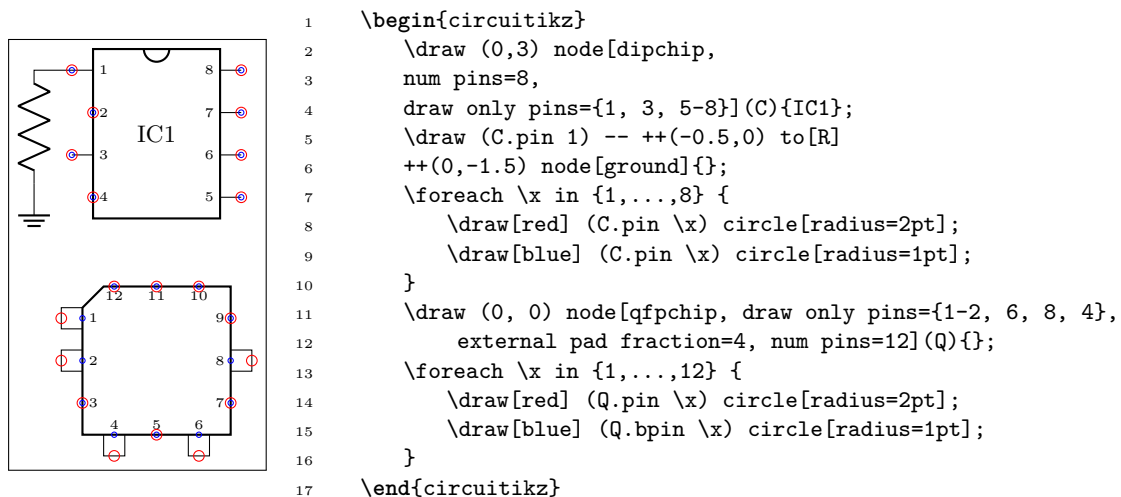 1 8
2 7
IC1
3 6
4 5
12 11 10
1 9
2 8
3 7
4 5 6
1 \begin{circuitikz}
2 \draw (0,3) node[dipchip,
3 num pins=8,
4 draw only pins={1, 3, 5-8}](C){IC1};
5 \draw (C.pin 1) -- ++(-0.5,0) to[R]
6 ++(0,-1.5) node[ground]{};
7 \foreach \x in {1,...,8} {
8 \draw[red] (C.pin \x) circle[radius=2pt];
9 \draw[blue] (C.pin \x) circle[radius=1pt];
10 }
11 \draw (0, 0) node[qfpchip, draw only pins={1-2, 6, 8, 4},
12 external pad fraction=4, num pins=12](Q){};
13 \foreach \x in {1,...,12} {
14 \draw[red] (Q.pin \x) circle[radius=2pt];
15 \draw[blue] (Q.bpin \x) circle[radius=1pt];
16 }
17 \end{circuitikz}